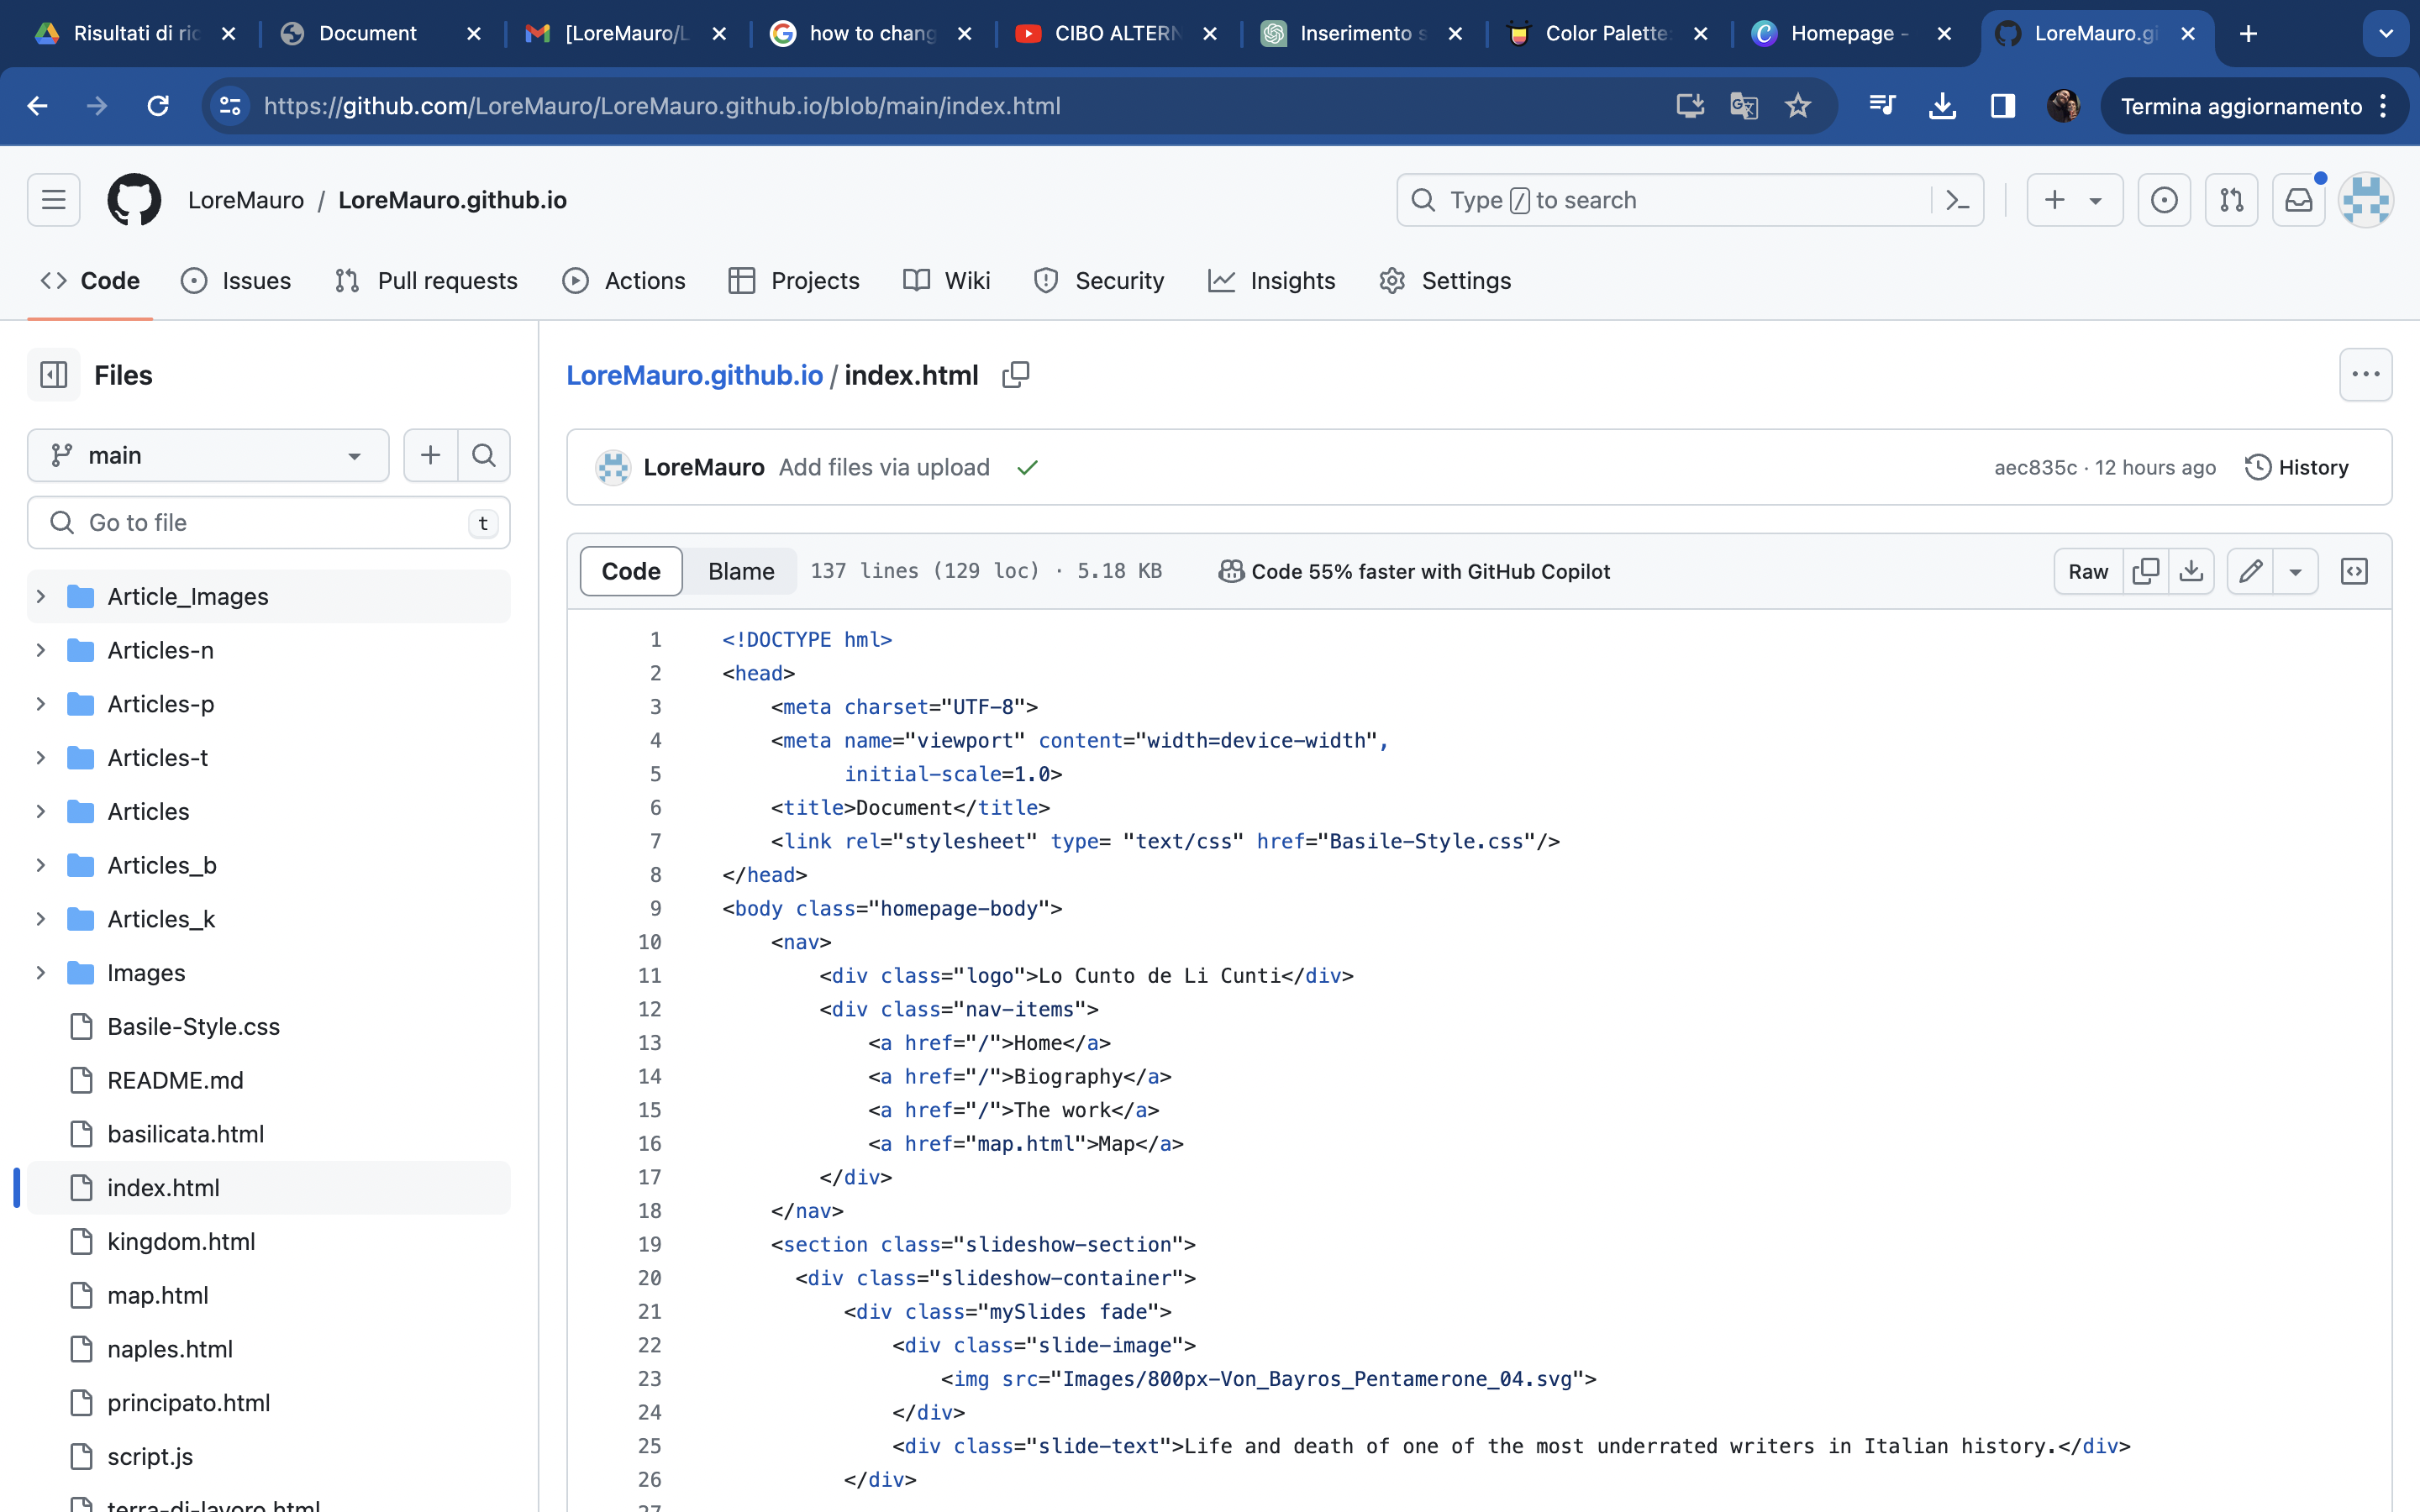 Risultati di ric
Document
[LoreMauro/L
how to chang
CIBO ALTERN
Inserimento s
Color Palette
Homepage -
LoreMauro.gi
https://github.com/LoreMauro/LoreMauro.github.io/blob/main/index.html
Termina aggiornamento
LoreMauro / LoreMauro.github.io
Type / to search
Code
Issues
Pull requests
Actions
Projects
Wiki
Security
Insights
Settings
Files
main
Go to file
t
Article_Images
Articles-n
Articles-p
Articles-t
Articles
Articles_b
Articles_k
Images
Basile-Style.css
README.md
basilicata.html
index.html
kingdom.html
map.html
naples.html
principato.html
script.js
terra-di-lavoro.html
LoreMauro.github.io / index.html
LoreMauro Add files via upload
aec835c · 12 hours ago
History
Code
Blame
137 lines (129 loc) · 5.18 KB
Code 55% faster with GitHub Copilot
Raw
1 <!DOCTYPE hml>
2 <head>
3 <meta charset="UTF-8">
4 <meta name="viewport" content="width=device-width",
5 initial-scale=1.0>
6 <title>Document</title>
7 <link rel="stylesheet" type= "text/css" href="Basile-Style.css"/>
8 </head>
9 <body class="homepage-body">
10 <nav>
11 <div class="logo">Lo Cunto de Li Cunti</div>
12 <div class="nav-items">
13 <a href="/">Home</a>
14 <a href="/">Biography</a>
15 <a href="/">The work</a>
16 <a href="map.html">Map</a>
17 </div>
18 </nav>
19 <section class="slideshow-section">
20 <div class="slideshow-container">
21 <div class="mySlides fade">
22 <div class="slide-image">
23 <img src="Images/800px-Von_Bayros_Pentamerone_04.svg">
24 </div>
25 <div class="slide-text">Life and death of one of the most underrated writers in Italian history.</div>
26 </div>
27